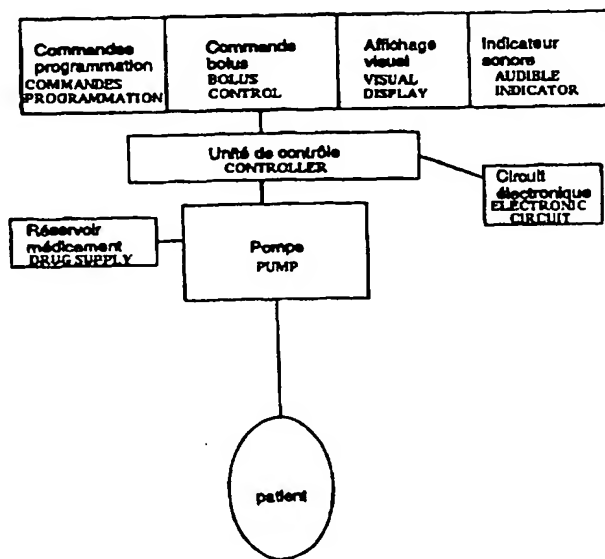 Commandes
programmation
COMMANDES
PROGRAMMATION
Commande
bolus
BOLUS
CONTROL
Affichage
visuel
VISUAL
DISPLAY
Indicateur
sonore
AUDIBLE
INDICATOR
Unité de contrôle
CONTROLLER
Circuit
électronique
ELECTRONIC
CIRCUIT
Réservoir
médicament
DRUG SUPPLY
Pompe
PUMP
patient